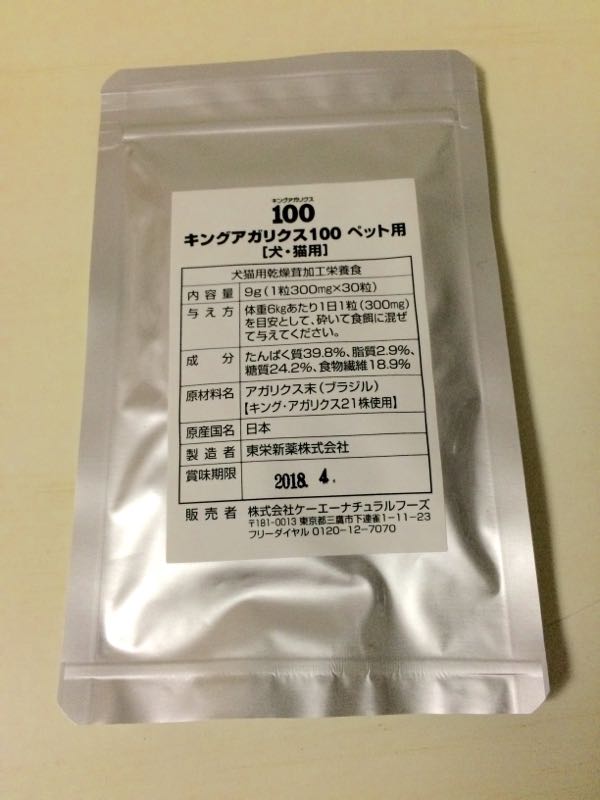 キングアガリクス
100
キングアガリクス100 ペット用
[犬・猫用]
犬猫用乾燥茸加工栄養食
内容量 9g(1粒300mg×30粒)
与え方 体重6kgあたり1日1粒(300mg)
を目安として、砕いて食餌に混ぜ
て与えてください。
成分 たんぱく質39.8%、脂質2.9%、
糖質24.2%、食物繊維18.9%
原材料名 アガリクス末(ブラジル)
【キング・アガリクス21株使用】
原産国名 日本
製造者 東栄新薬株式会社
賞味期限 2018. 4.
販売者 株式会社ケーエーナチュラルフーズ
〒181-0013 東京都三鷹市下連雀1-11-23
フリーダイヤル 0120-12-7070